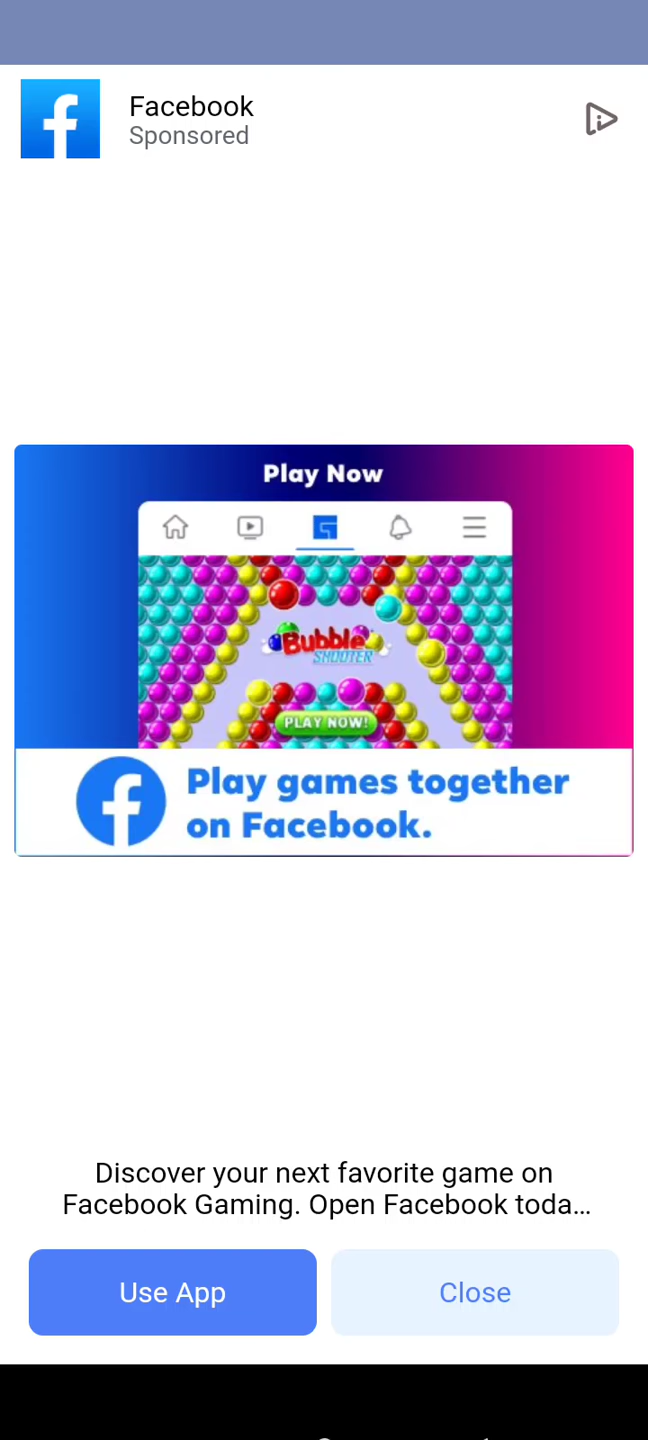 Facebook
Sponsored
Play Now
Bubble
SHOOTER
PLAY NOW!
Play games together
on Facebook.
Discover your next favorite game on
Facebook Gaming. Open Facebook toda…
Use App
Close